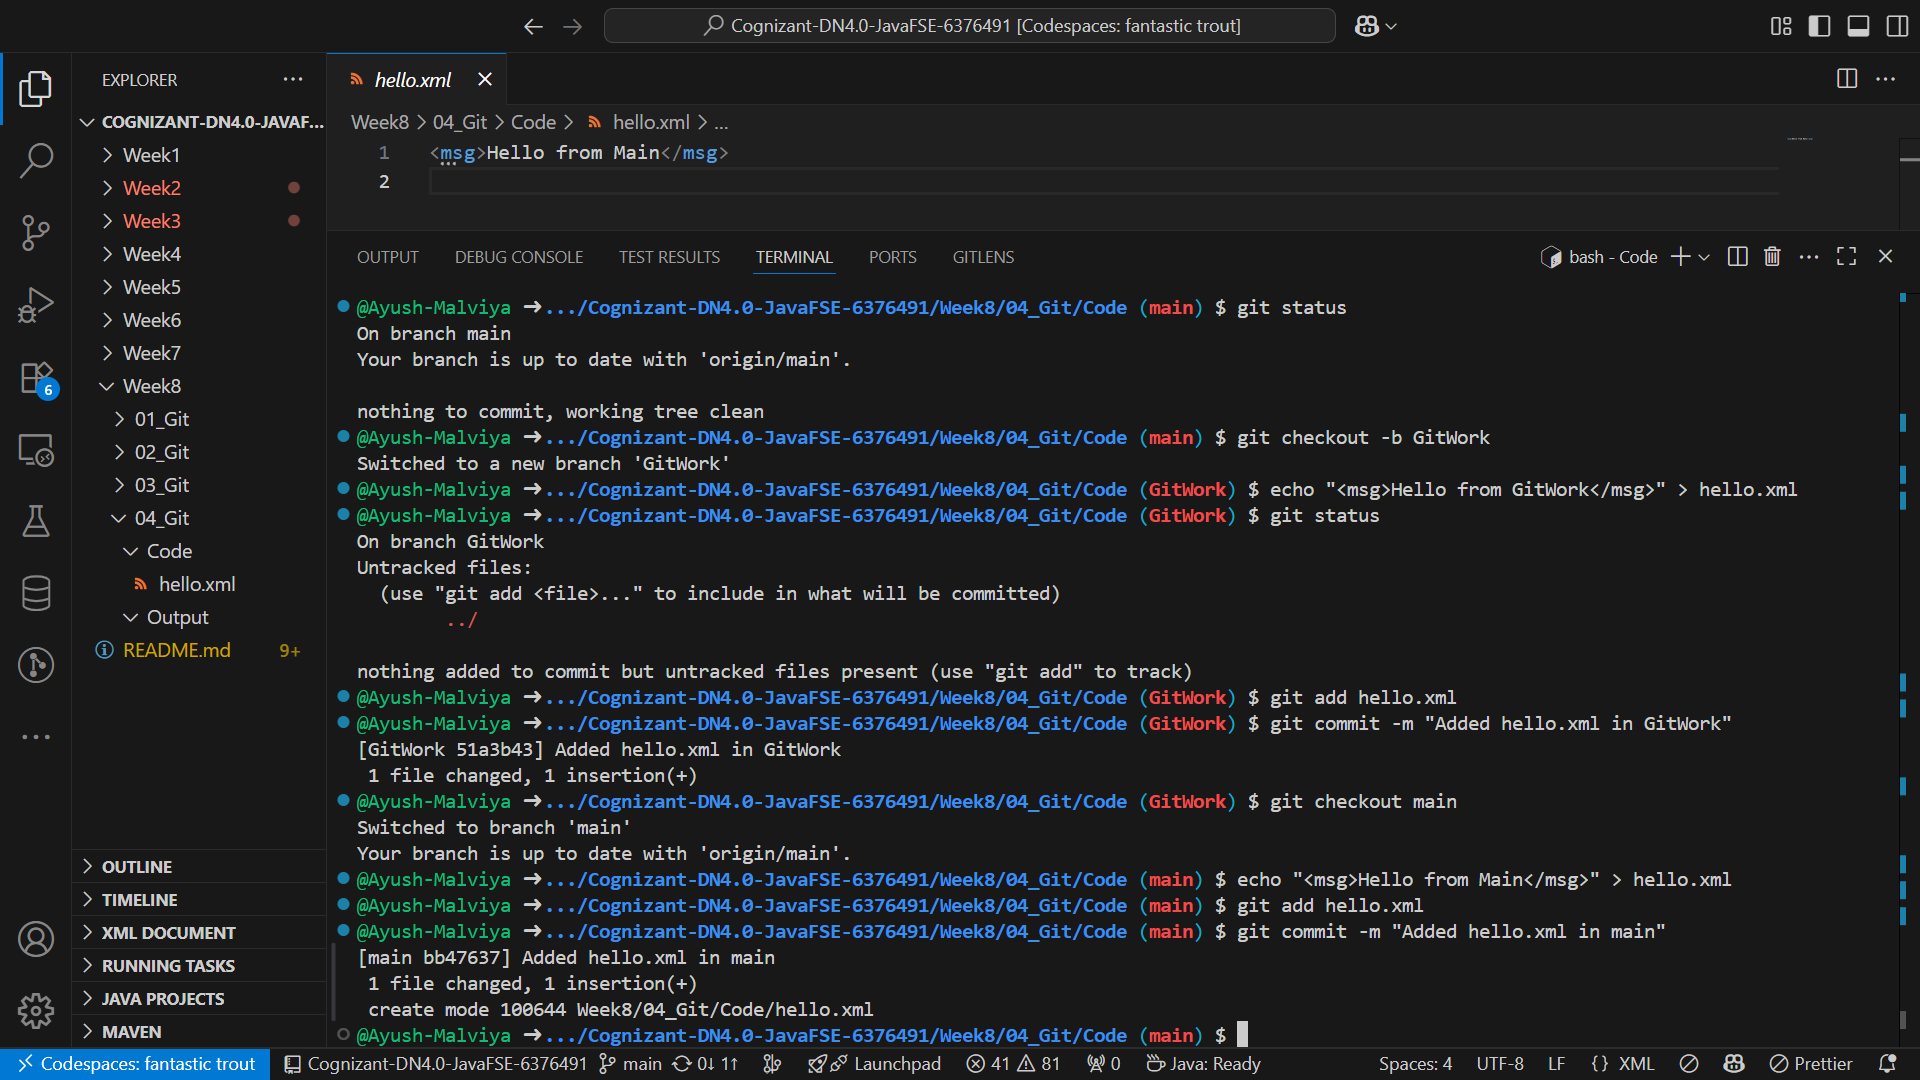 Cognizant-DN4.0-JavaFSE-6376491 [Codespaces: fantastic trout]
EXPLORER
COGNIZANT-DN4.0-JAVAF...
Week1
Week2
Week3
Week4
Week5
Week6
Week7
Week8
01_Git
02_Git
03_Git
04_Git
Code
hello.xml
Output
README.md 9+
6
OUTLINE
TIMELINE
XML DOCUMENT
RUNNING TASKS
JAVA PROJECTS
MAVEN
hello.xml
Week8 > 04_Git > Code > hello.xml > ...
1 <msg>Hello from Main</msg>
2
OUTPUT DEBUG CONSOLE TEST RESULTS TERMINAL PORTS GITLENS
bash - Code
@Ayush-Malviya ➜.../Cognizant-DN4.0-JavaFSE-6376491/Week8/04_Git/Code (main) $ git status
On branch main
Your branch is up to date with 'origin/main'.
nothing to commit, working tree clean
@Ayush-Malviya ➜.../Cognizant-DN4.0-JavaFSE-6376491/Week8/04_Git/Code (main) $ git checkout -b GitWork
Switched to a new branch 'GitWork'
@Ayush-Malviya ➜.../Cognizant-DN4.0-JavaFSE-6376491/Week8/04_Git/Code (GitWork) $ echo "<msg>Hello from GitWork</msg>" > hello.xml
@Ayush-Malviya ➜.../Cognizant-DN4.0-JavaFSE-6376491/Week8/04_Git/Code (GitWork) $ git status
On branch GitWork
Untracked files:
(use "git add <file>..." to include in what will be committed)
../
nothing added to commit but untracked files present (use "git add" to track)
@Ayush-Malviya ➜.../Cognizant-DN4.0-JavaFSE-6376491/Week8/04_Git/Code (GitWork) $ git add hello.xml
@Ayush-Malviya ➜.../Cognizant-DN4.0-JavaFSE-6376491/Week8/04_Git/Code (GitWork) $ git commit -m "Added hello.xml in GitWork"
[GitWork 51a3b43] Added hello.xml in GitWork
1 file changed, 1 insertion(+)
@Ayush-Malviya ➜.../Cognizant-DN4.0-JavaFSE-6376491/Week8/04_Git/Code (GitWork) $ git checkout main
Switched to branch 'main'
Your branch is up to date with 'origin/main'.
@Ayush-Malviya ➜.../Cognizant-DN4.0-JavaFSE-6376491/Week8/04_Git/Code (main) $ echo "<msg>Hello from Main</msg>" > hello.xml
@Ayush-Malviya ➜.../Cognizant-DN4.0-JavaFSE-6376491/Week8/04_Git/Code (main) $ git add hello.xml
@Ayush-Malviya ➜.../Cognizant-DN4.0-JavaFSE-6376491/Week8/04_Git/Code (main) $ git commit -m "Added hello.xml in main"
[main bb47637] Added hello.xml in main
1 file changed, 1 insertion(+)
create mode 100644 Week8/04_Git/Code/hello.xml
@Ayush-Malviya ➜.../Cognizant-DN4.0-JavaFSE-6376491/Week8/04_Git/Code (main) $
Codespaces: fantastic trout Cognizant-DN4.0-JavaFSE-6376491 main 0↓ 1↑ Launchpad 41 81 0 Java: Ready Spaces: 4 UTF-8 LF {} XML Prettier